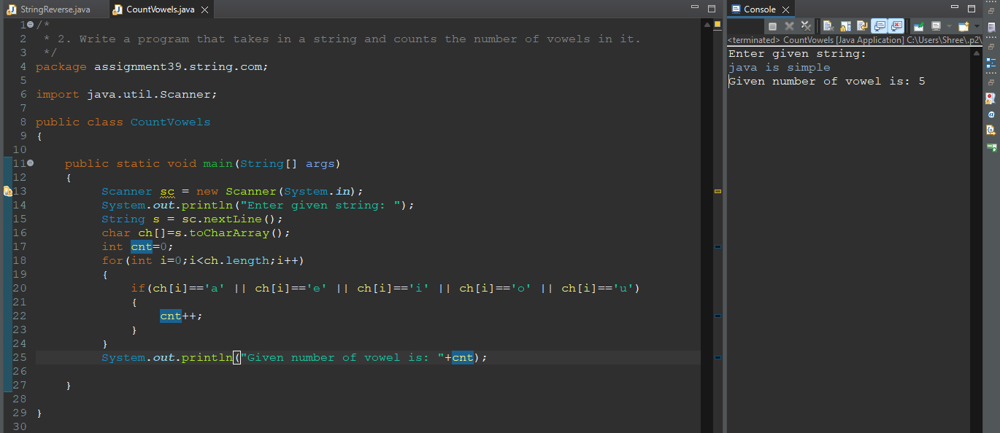 StringReverse.java
CountVowels.java
1 /*
2  * 2. Write a program that takes in a string and counts the number of vowels in it.
3  */
4 package assignment39.string.com;
5
6 import java.util.Scanner;
7
8 public class CountVowels
9 {
10
11     public static void main(String[] args)
12     {
13          Scanner sc = new Scanner(System.in);
14          System.out.println("Enter given string: ");
15          String s = sc.nextLine();
16          char ch[]=s.toCharArray();
17          int cnt=0;
18          for(int i=0;i<ch.length;i++)
19          {
20              if(ch[i]=='a' || ch[i]=='e' || ch[i]=='i' || ch[i]=='o' || ch[i]=='u')
21              {
22                  cnt++;
23              }
24          }
25          System.out.println("Given number of vowel is: "+cnt);
26
27     }
28
29 }
30
Console
<terminated> CountVowels [Java Application] C:\Users\Shree\.p2\
Enter given string:
java is simple
Given number of vowel is: 5